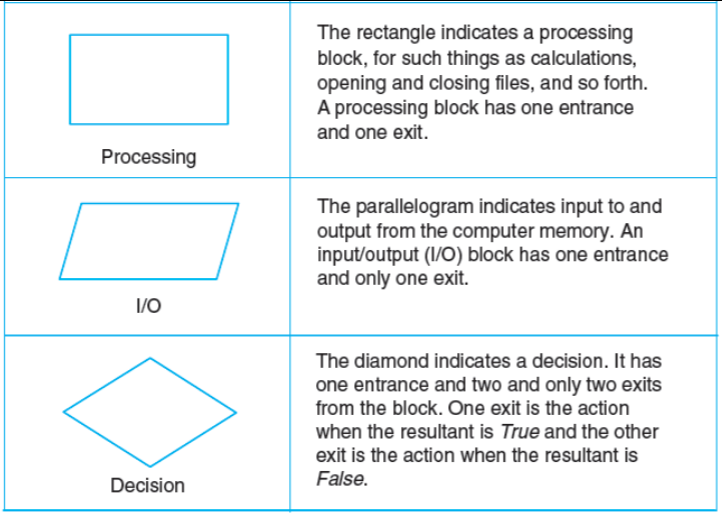 The rectangle indicates a processing
block, for such things as calculations,
opening and closing files, and so forth.
A processing block has one entrance
and one exit.
Processing
The parallelogram indicates input to and
output from the computer memory. An
input/output (I/O) block has one entrance
and only one exit.
I/O
The diamond indicates a decision. It has
one entrance and two and only two exits
from the block. One exit is the action
when the resultant is True and the other
exit is the action when the resultant is
False.
Decision